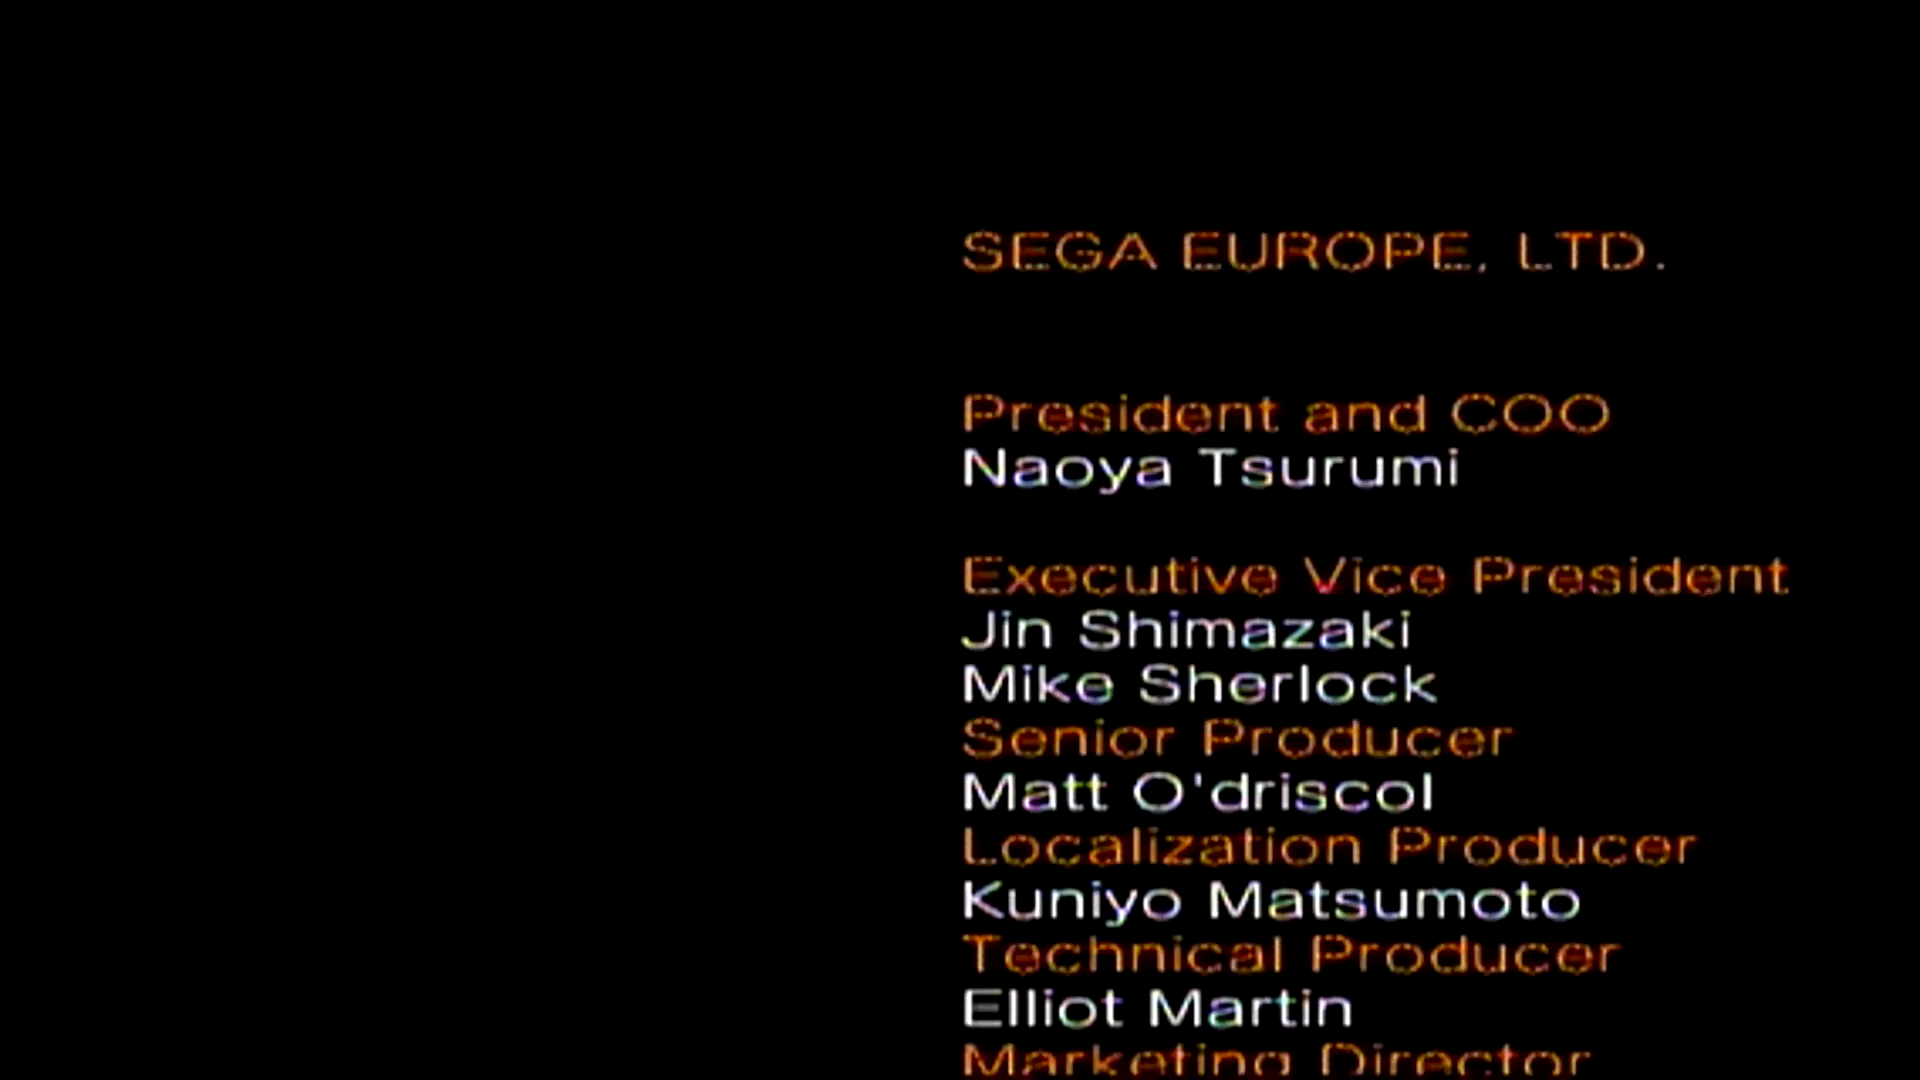 SEGA EUROPE, LTD.
President and COO
Naoya Tsurumi
Executive Vice President
Jin Shimazaki
Mike Sherlock
Senior Producer
Matt O'driscol
Localization Producer
Kuniyo Matsumoto
Technical Producer
Elliot Martin
Marketing Director